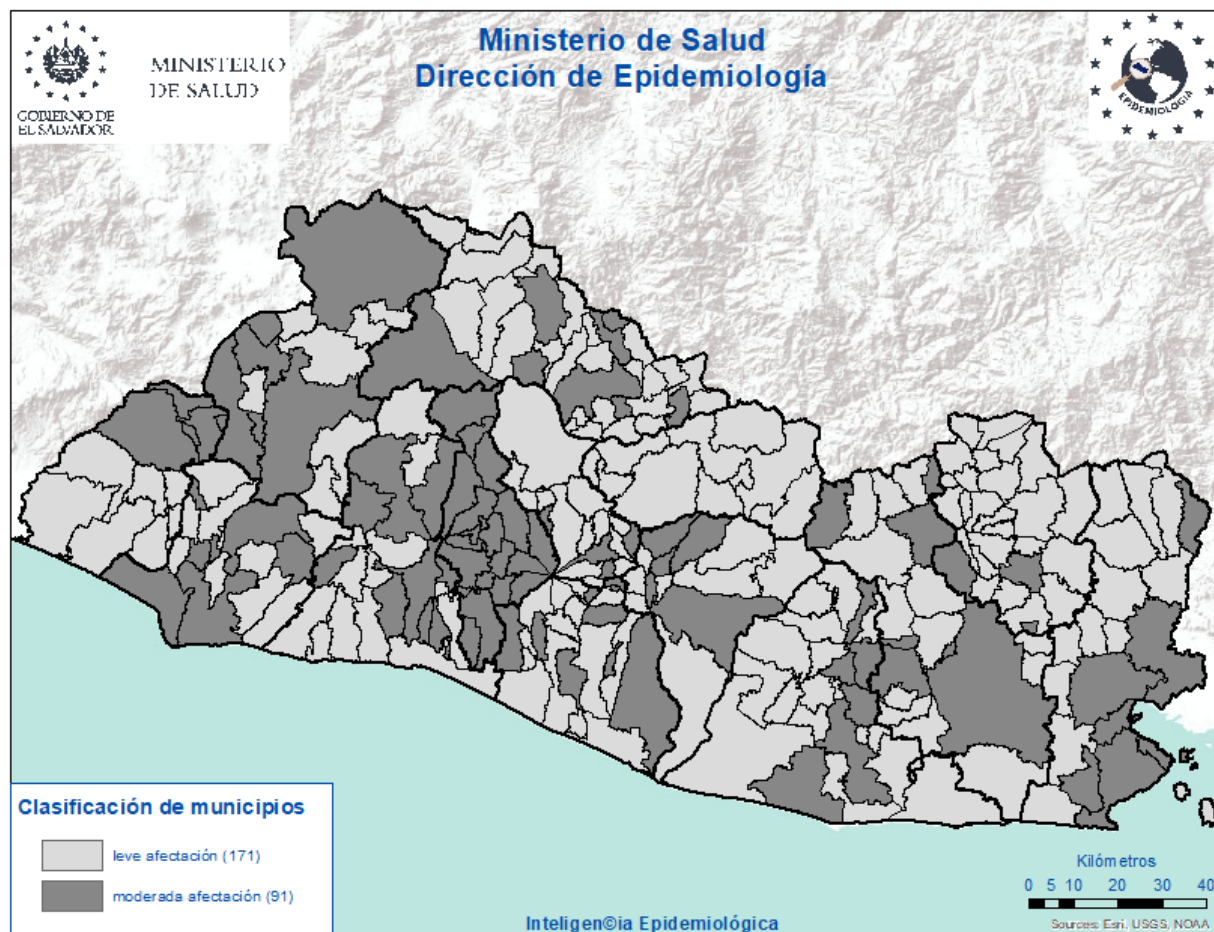 Ministerio de Salud
Dirección de Epidemiología
MINISTERIO
DE SALUD
GOBIERNO DE
EL SALVADOR
EPIDEMIOLOGÍA
Clasificación de municipios
leve afectación (171)
moderada afectación (91)
Kilómetros
0 5 10 20 30 40
Inteligen©ia Epidemiológica
Sources: Esri, USGS, NOAA